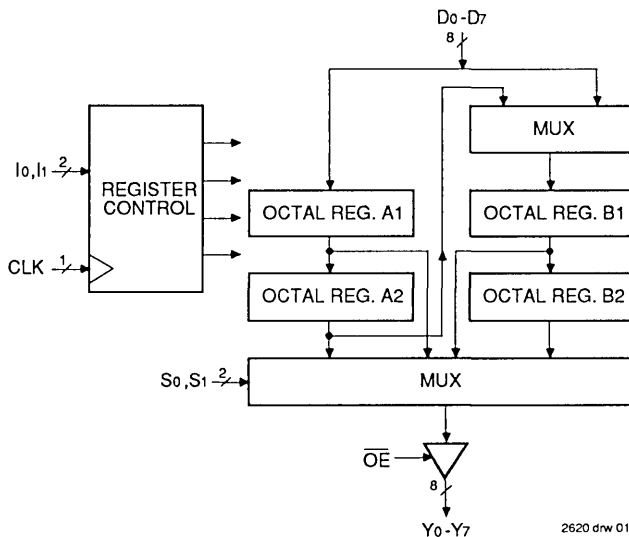 D0-D7
8
MUX
I0,I1 2
REGISTER
CONTROL
OCTAL REG. A1
OCTAL REG. B1
CLK 1
OCTAL REG. A2
OCTAL REG. B2
S0,S1 2
MUX
OE
8
Y0-Y7
2620 drw 01